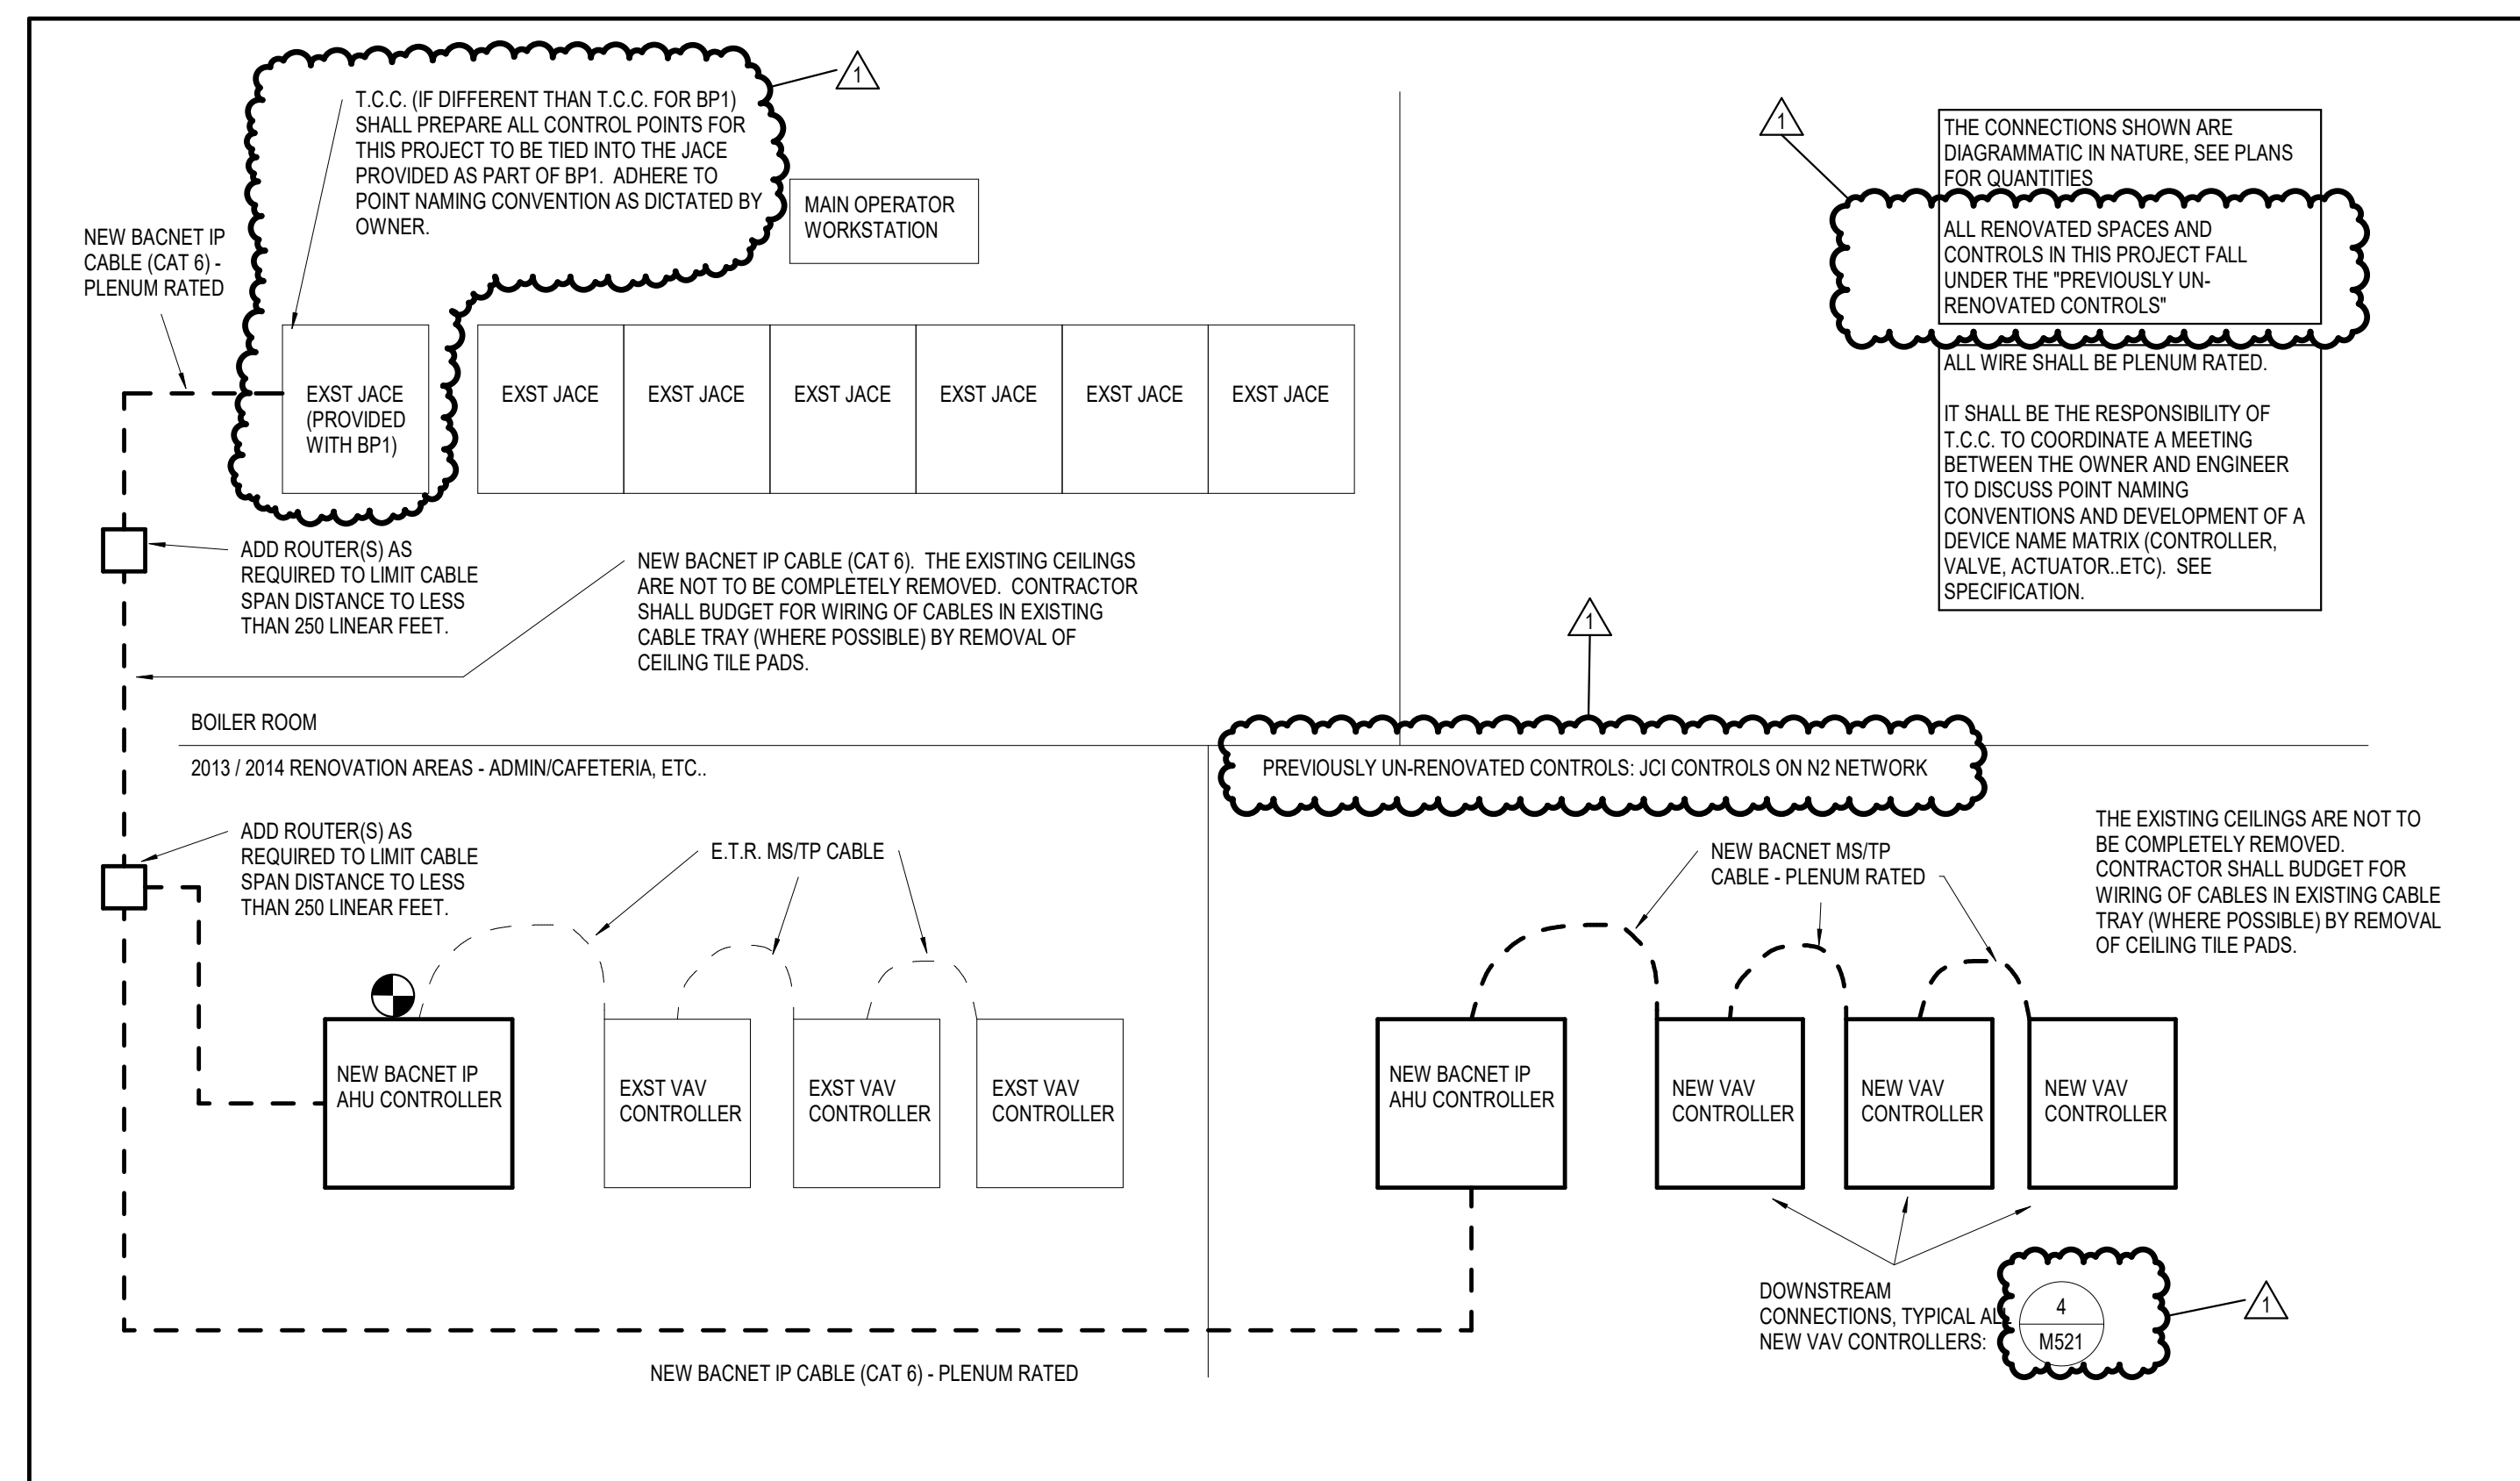 1
T.C.C. (IF DIFFERENT THAN T.C.C. FOR BP1)
SHALL PREPARE ALL CONTROL POINTS FOR
THIS PROJECT TO BE TIED INTO THE JACE
PROVIDED AS PART OF BP1.  ADHERE TO
POINT NAMING CONVENTION AS DICTATED BY
OWNER.
MAIN OPERATOR
WORKSTATION
NEW BACNET IP
CABLE (CAT 6) -
PLENUM RATED
EXST JACE
(PROVIDED
WITH BP1)
EXST JACE
EXST JACE
EXST JACE
EXST JACE
EXST JACE
EXST JACE
1
THE CONNECTIONS SHOWN ARE
DIAGRAMMATIC IN NATURE, SEE PLANS
FOR QUANTITIES
ALL RENOVATED SPACES AND
CONTROLS IN THIS PROJECT FALL
UNDER THE "PREVIOUSLY UN-
RENOVATED CONTROLS"
ALL WIRE SHALL BE PLENUM RATED.
IT SHALL BE THE RESPONSIBILITY OF
T.C.C. TO COORDINATE A MEETING
BETWEEN THE OWNER AND ENGINEER
TO DISCUSS POINT NAMING
CONVENTIONS AND DEVELOPMENT OF A
DEVICE NAME MATRIX (CONTROLLER,
VALVE, ACTUATOR..ETC).  SEE
SPECIFICATION.
ADD ROUTER(S) AS
REQUIRED TO LIMIT CABLE
SPAN DISTANCE TO LESS
THAN 250 LINEAR FEET.
NEW BACNET IP CABLE (CAT 6).  THE EXISTING CEILINGS
ARE NOT TO BE COMPLETELY REMOVED.  CONTRACTOR
SHALL BUDGET FOR WIRING OF CABLES IN EXISTING
CABLE TRAY (WHERE POSSIBLE) BY REMOVAL OF
CEILING TILE PADS.
1
BOILER ROOM
2013 / 2014 RENOVATION AREAS - ADMIN/CAFETERIA, ETC..
PREVIOUSLY UN-RENOVATED CONTROLS: JCI CONTROLS ON N2 NETWORK
ADD ROUTER(S) AS
REQUIRED TO LIMIT CABLE
SPAN DISTANCE TO LESS
THAN 250 LINEAR FEET.
E.T.R. MS/TP CABLE
NEW BACNET MS/TP
CABLE - PLENUM RATED
THE EXISTING CEILINGS ARE NOT TO
BE COMPLETELY REMOVED.
CONTRACTOR SHALL BUDGET FOR
WIRING OF CABLES IN EXISTING CABLE
TRAY (WHERE POSSIBLE) BY REMOVAL
OF CEILING TILE PADS.
NEW BACNET IP
AHU CONTROLLER
EXST VAV
CONTROLLER
EXST VAV
CONTROLLER
EXST VAV
CONTROLLER
NEW BACNET IP
AHU CONTROLLER
NEW VAV
CONTROLLER
NEW VAV
CONTROLLER
NEW VAV
CONTROLLER
DOWNSTREAM
CONNECTIONS, TYPICAL ALL
NEW VAV CONTROLLERS:
4
M521
1
NEW BACNET IP CABLE (CAT 6) - PLENUM RATED